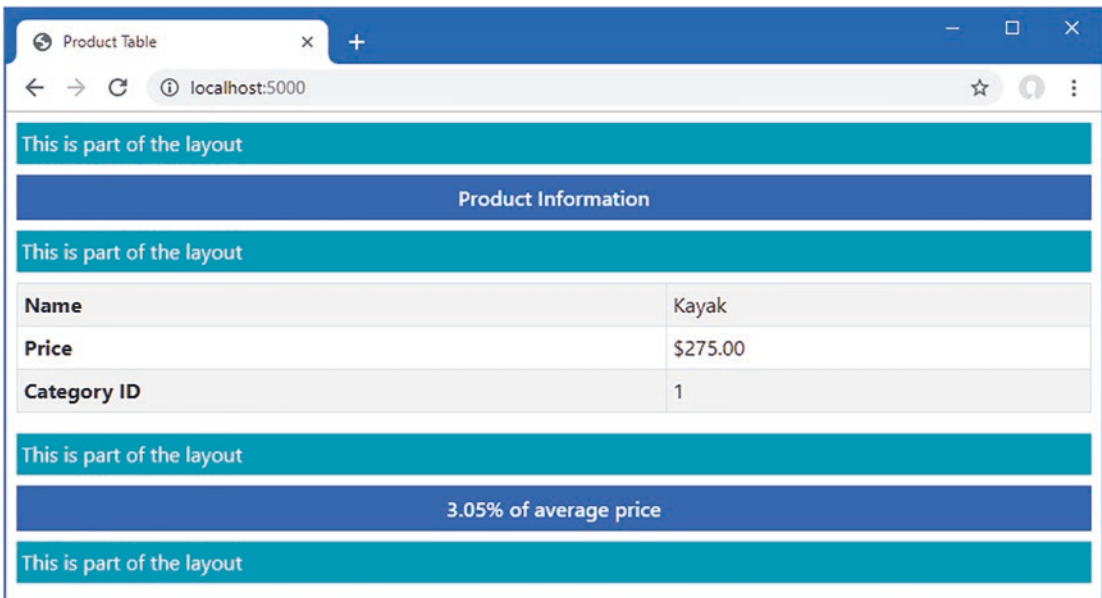 Product Table
localhost:5000
This is part of the layout
Product Information
This is part of the layout
Name Kayak
Price $275.00
Category ID 1
This is part of the layout
3.05% of average price
This is part of the layout